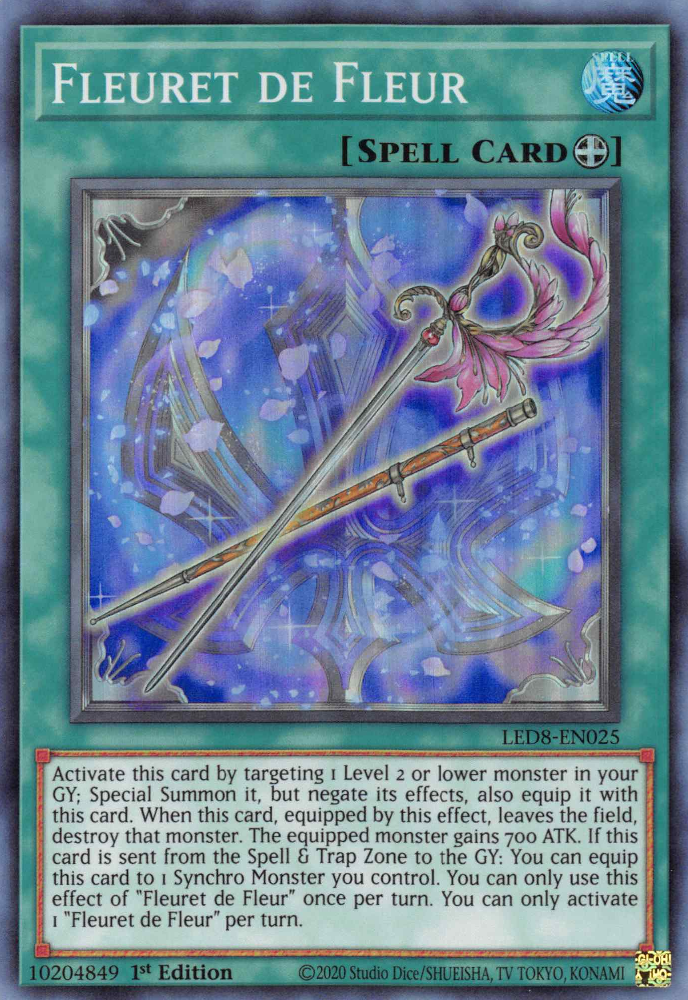 FLEURET DE FLEUR
SPELL
魔
[SPELL CARD]
LED8-EN025
Activate this card by targeting 1 Level 2 or lower monster in your
GY; Special Summon it, but negate its effects, also equip it with
this card. When this card, equipped by this effect, leaves the field,
destroy that monster. The equipped monster gains 700 ATK. If this
card is sent from the Spell & Trap Zone to the GY: You can equip
this card to 1 Synchro Monster you control. You can only use this
effect of "Fleuret de Fleur" once per turn. You can only activate
1 "Fleuret de Fleur" per turn.
10204849 1st Edition ©2020 Studio Dice/SHUEISHA, TV TOKYO, KONAMI